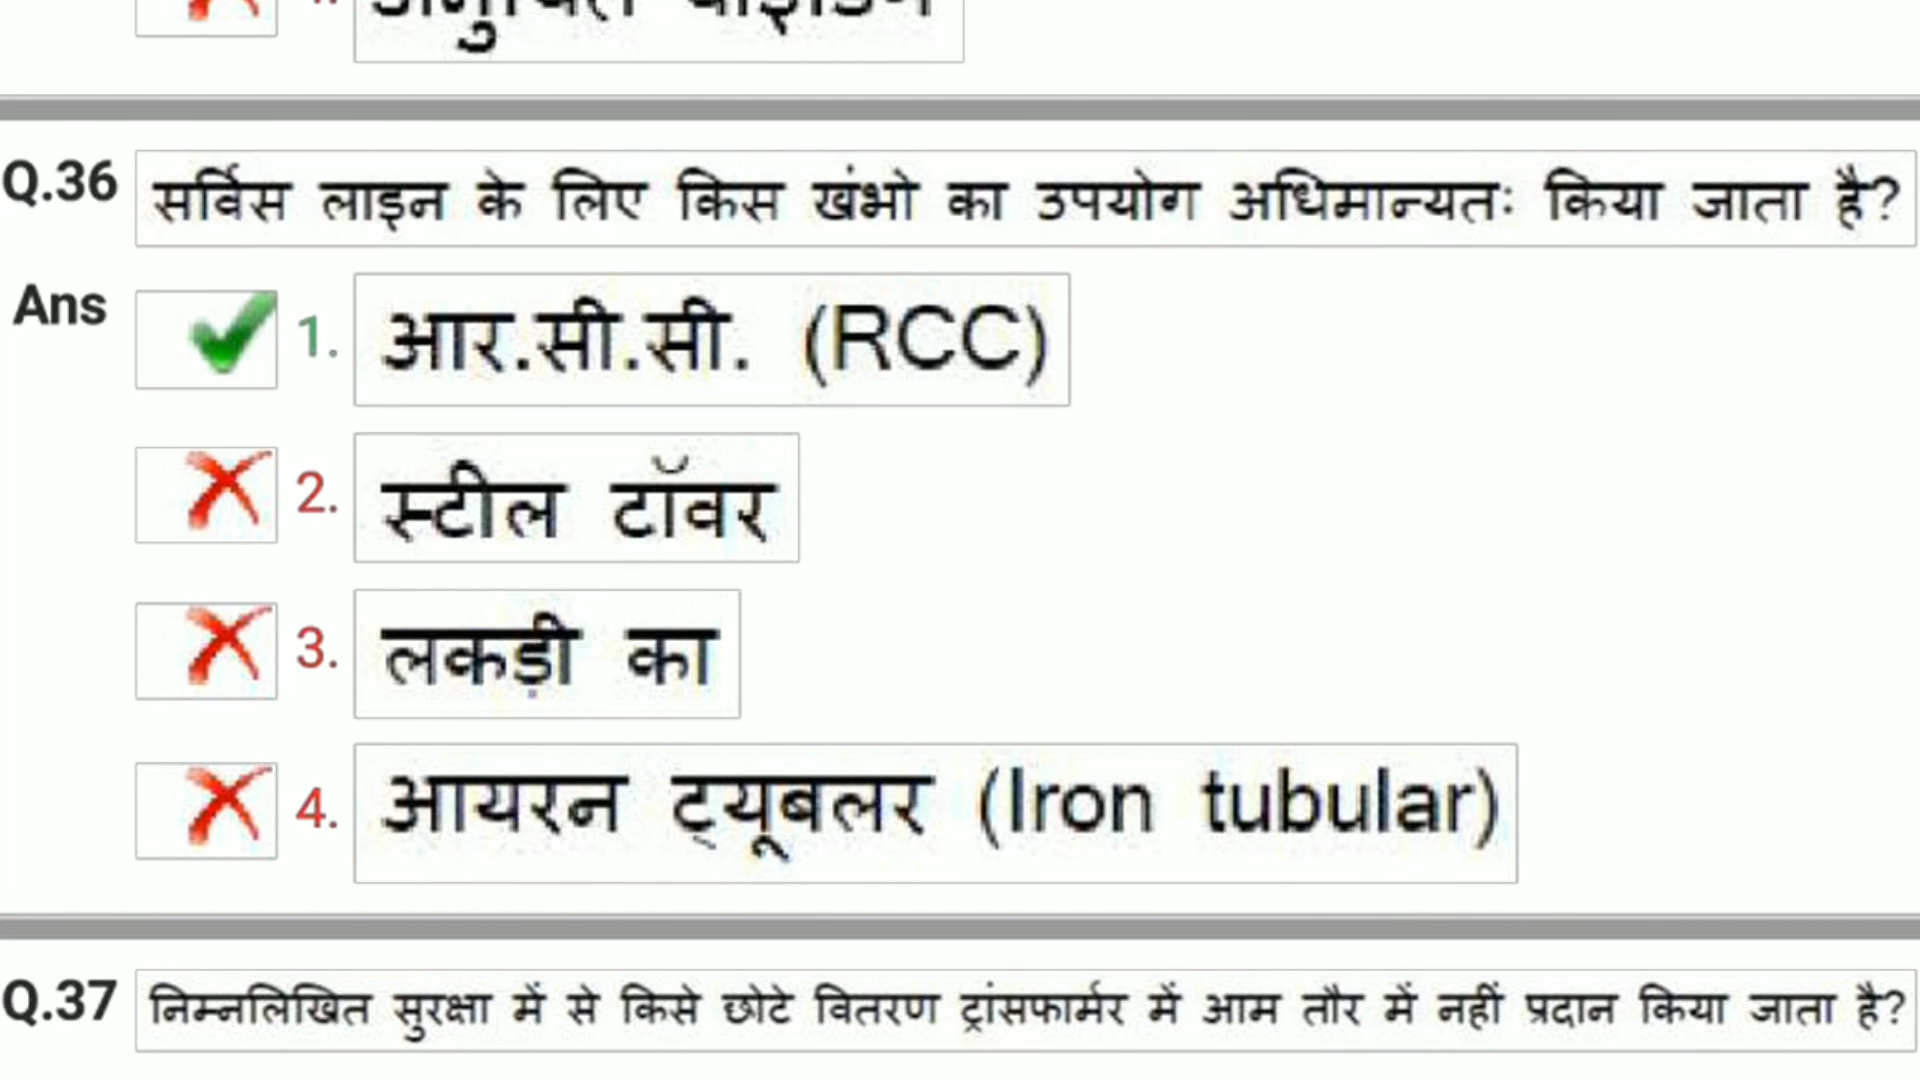 Q.36 सर्विस लाइन के लिए किस खंभो का उपयोग अधिमान्यतः किया जाता है?
Ans 1. आर.सी.सी. (RCC)
2. स्टील टॉवर
3. लकड़ी का
4. आयरन ट्यूबलर (Iron tubular)
Q.37 निम्नलिखित सुरक्षा में से किसे छोटे वितरण ट्रांसफार्मर में आम तौर में नहीं प्रदान किया जाता है?